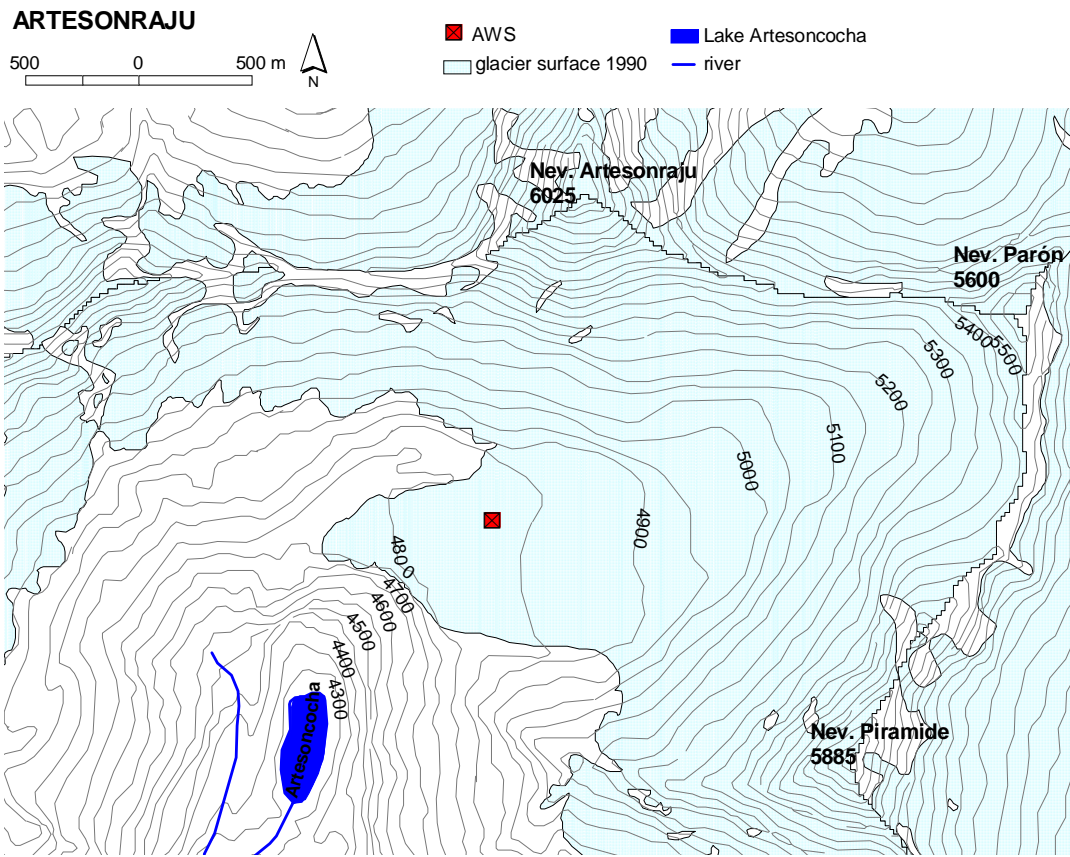 ARTESONRAJU
500 0 500 m
N
AWS
glacier surface 1990
Lake Artesoncocha
river
Nev. Artesonraju
6025
Nev. Parón
5600
5400
5500
5300
5200
5100
5000
4900
4800
4700
4600
4500
4400
4300
Artesoncocha
Nev. Piramide
5885